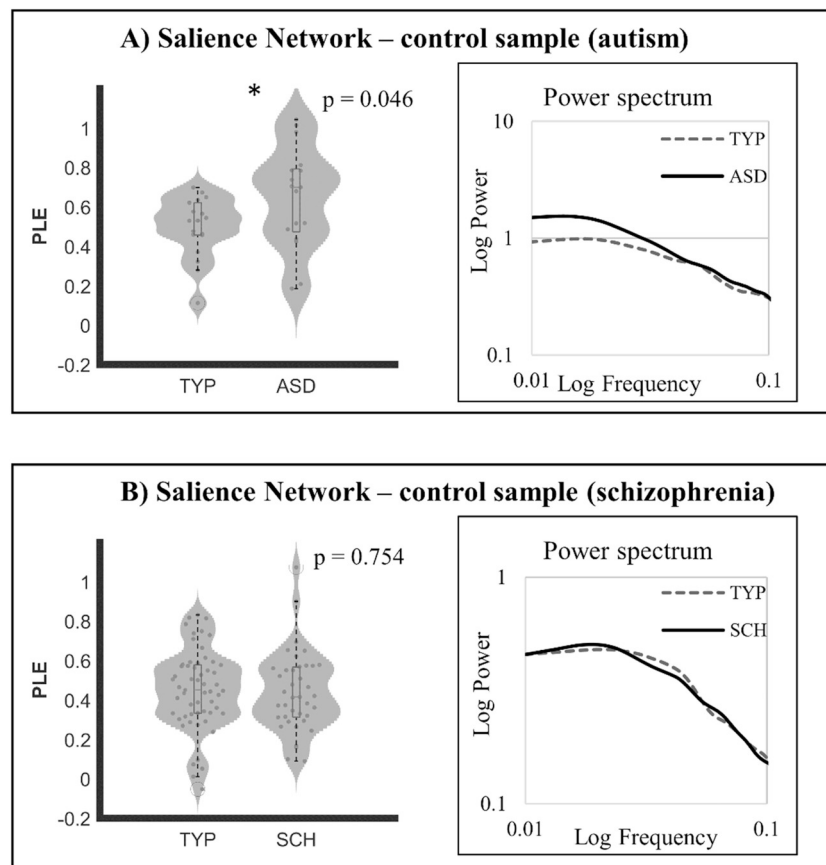 A) Salience Network – control sample (autism)
*
p = 0.046
1
0.8
0.6
0.4
0.2
0
-0.2
PLE
TYP
ASD
Power spectrum
10
1
0.1
Log Power
TYP
ASD
0.01
Log Frequency
0.1
B) Salience Network – control sample (schizophrenia)
p = 0.754
1
0.8
0.6
0.4
0.2
0
-0.2
PLE
TYP
SCH
Power spectrum
1
0.1
Log Power
TYP
SCH
0.01
Log Frequency
0.1